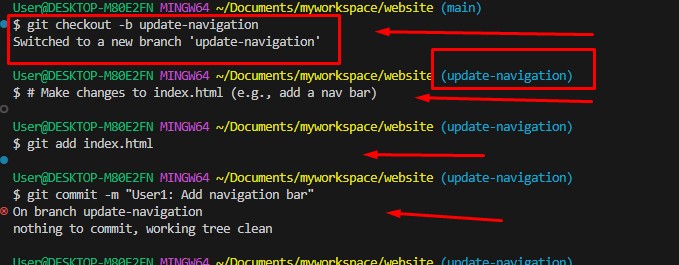 User@DESKTOP-M80E2FN MINGW64 ~/Documents/myworkspace/website (main)
$ git checkout -b update-navigation
Switched to a new branch 'update-navigation'
User@DESKTOP-M80E2FN MINGW64 ~/Documents/myworkspace/website (update-navigation)
$ # Make changes to index.html (e.g., add a nav bar)
User@DESKTOP-M80E2FN MINGW64 ~/Documents/myworkspace/website (update-navigation)
$ git add index.html
User@DESKTOP-M80E2FN MINGW64 ~/Documents/myworkspace/website (update-navigation)
$ git commit -m "User1: Add navigation bar"
On branch update-navigation
nothing to commit, working tree clean
User@DESKTOP-M80E2FN MINGW64 ~/Documents/myworkspace/website (update-navigation)